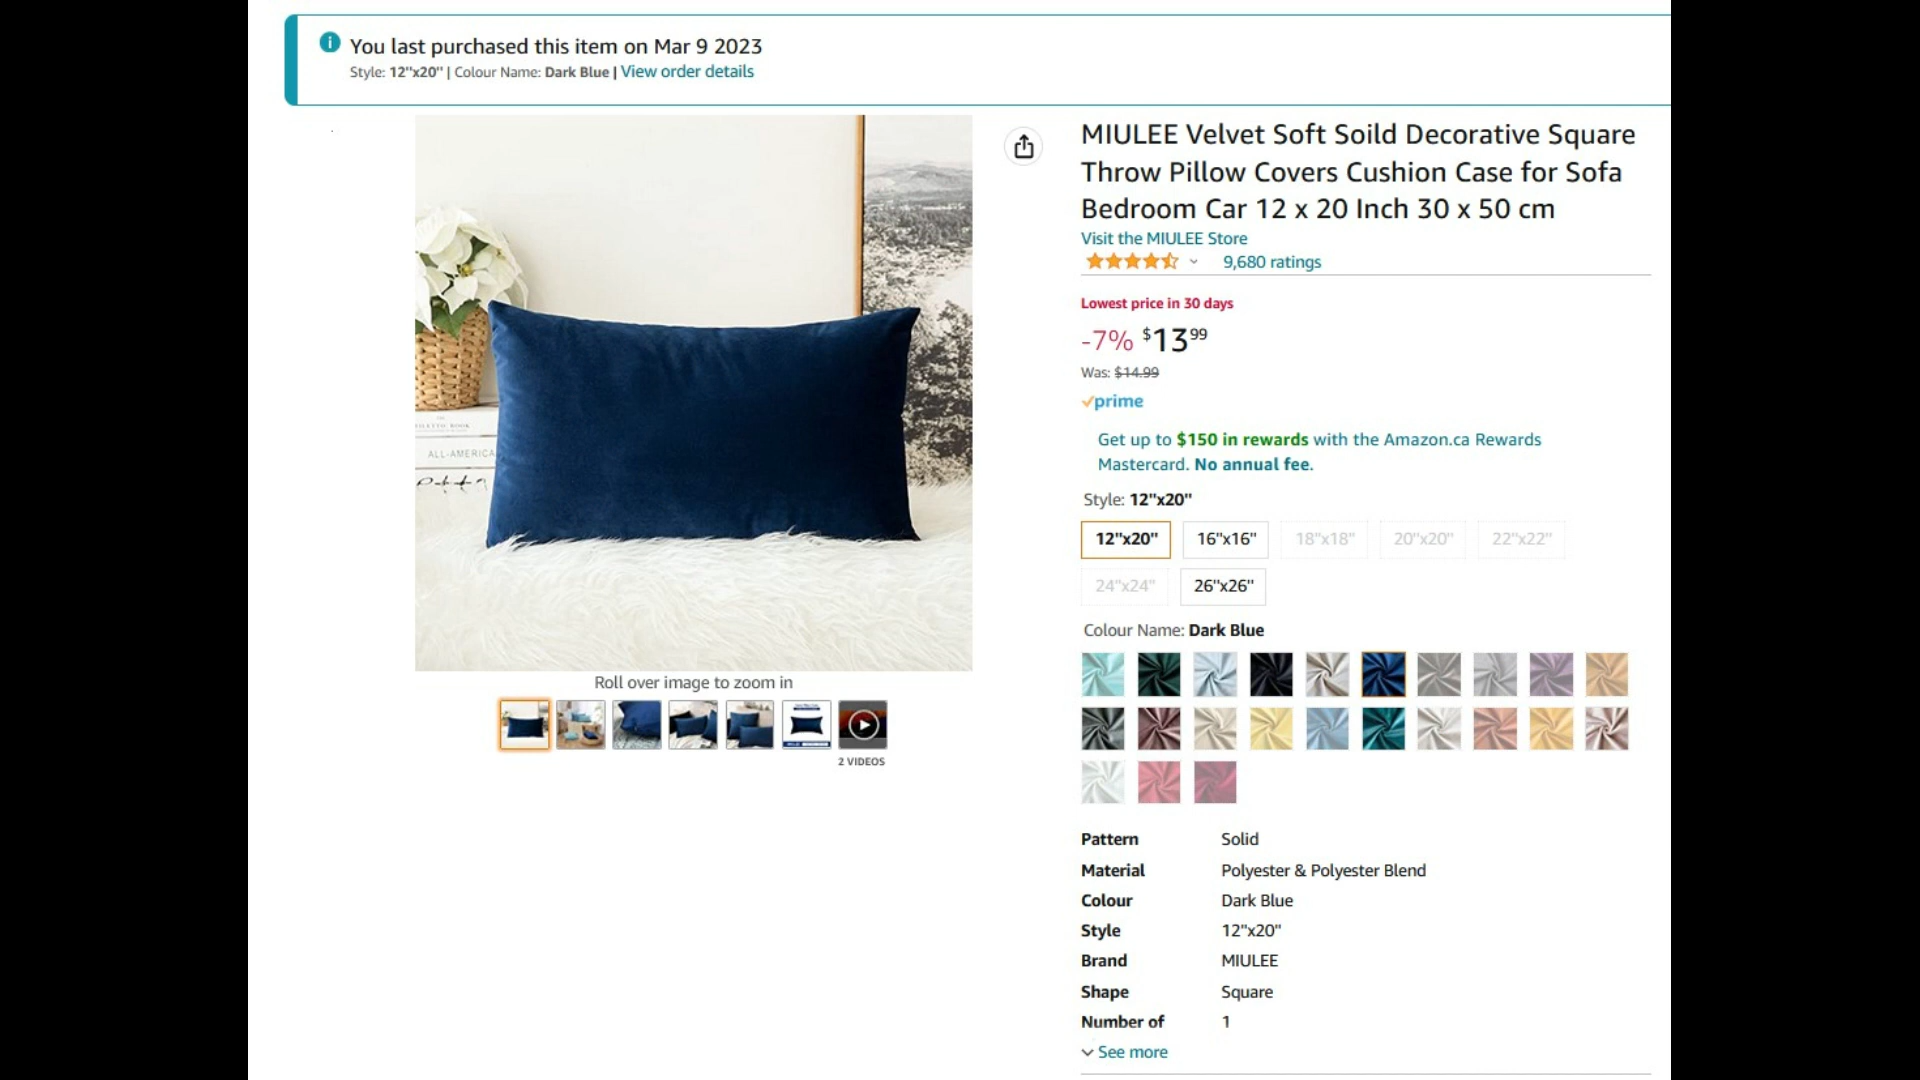 You last purchased this item on Mar 9 2023
Style: 12"x20" | Colour Name: Dark Blue | View order details
MIULEE Velvet Soft Soild Decorative Square
Throw Pillow Covers Cushion Case for Sofa
Bedroom Car 12 x 20 Inch 30 x 50 cm
Visit the MIULEE Store
9,680 ratings
Lowest price in 30 days
-7% $13.99
Was: $14.99
prime
Get up to $150 in rewards with the Amazon.ca Rewards
Mastercard. No annual fee.
Style: 12"x20"
12"x20" 16"x16" 18"x18" 20"x20" 22"x22"
24"x24" 26"x26"
Colour Name: Dark Blue
ALL-AMERICA
Roll over image to zoom in
2 VIDEOS
Pattern Solid
Material Polyester & Polyester Blend
Colour Dark Blue
Style 12"x20"
Brand MIULEE
Shape Square
Number of 1
See more